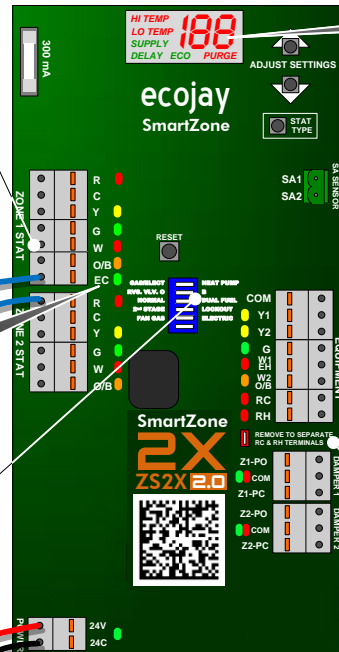 HI TEMP
LO TEMP
SUPPLY
DELAY ECO PURGE
188
300 mA
ADJUST SETTINGS
ecojay
SmartZone
STAT
TYPE
SA SENSOR
SA1
SA2
ZONE 1 STAT
R
C
Y
G
W
O/B
EC
RESET
GAS/ELECT
RVG. VLV. O
NORMAL
2ND STAGE
FAN GAS
HEAT PUMP
B
DUAL FUEL
LOCKOUT
ELECTRIC
ZONE 2 STAT
R
C
Y
G
W
O/B
EQUIPMENT
COM
Y1
Y2
G
W1
EH
W2
O/B
RC
RH
REMOVE TO SEPARATE
RC & RH TERMINALS
SmartZone
2X
ZS2X 2.0
DAMPER 1
Z1-PO
COM
Z1-PC
DAMPER 2
Z2-PO
COM
Z2-PC
POWER
24V
24C